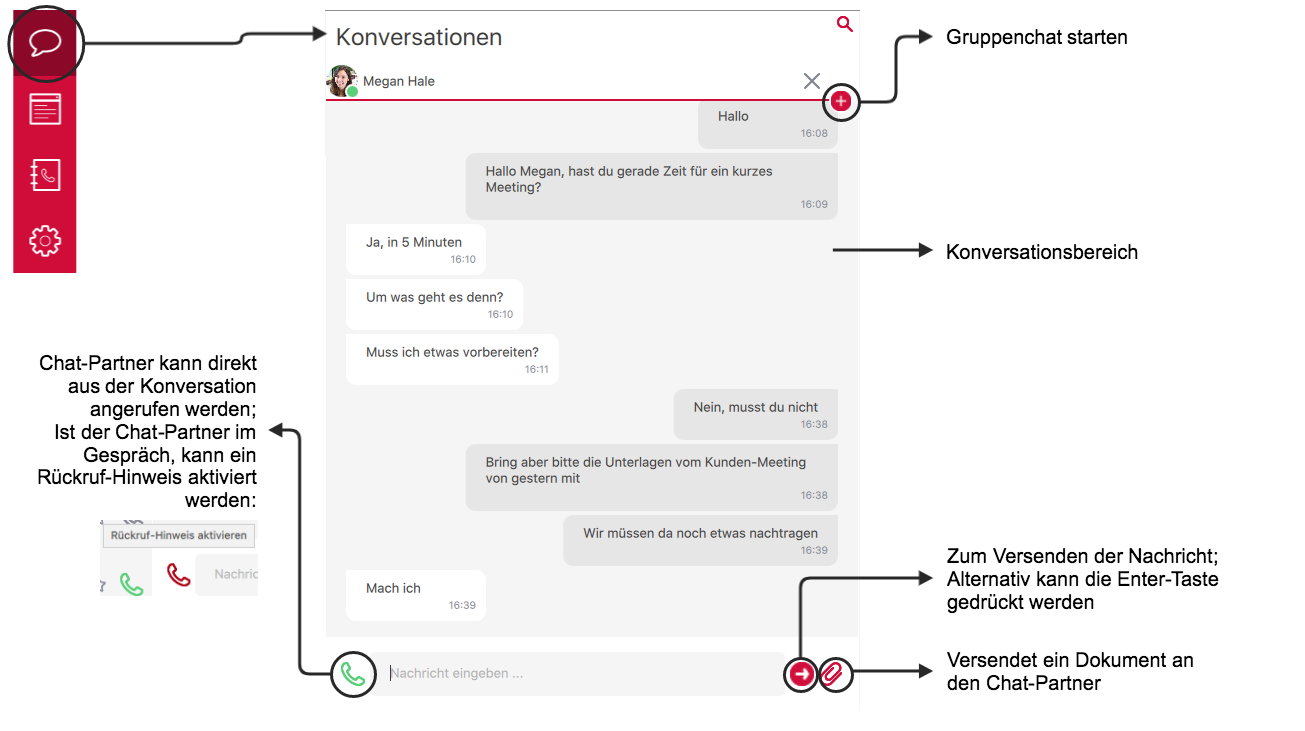 Konversationen
Megan Hale
Gruppenchat starten
Hallo
16:08
Hallo Megan, hast du gerade Zeit für ein kurzes
Meeting?
16:09
Ja, in 5 Minuten
16:10
Konversationsbereich
Um was geht es denn?
16:10
Muss ich etwas vorbereiten?
16:11
Nein, musst du nicht
16:38
Bring aber bitte die Unterlagen vom Kunden-Meeting
von gestern mit
16:38
Wir müssen da noch etwas nachtragen
16:39
Mach ich
16:39
Nachricht eingeben ...
Chat-Partner kann direkt
aus der Konversation
angerufen werden;
Ist der Chat-Partner im
Gespräch, kann ein
Rückruf-Hinweis aktiviert
werden:
Rückruf-Hinweis aktivieren
Nachric
Zum Versenden der Nachricht;
Alternativ kann die Enter-Taste
gedrückt werden
Versendet ein Dokument an
den Chat-Partner